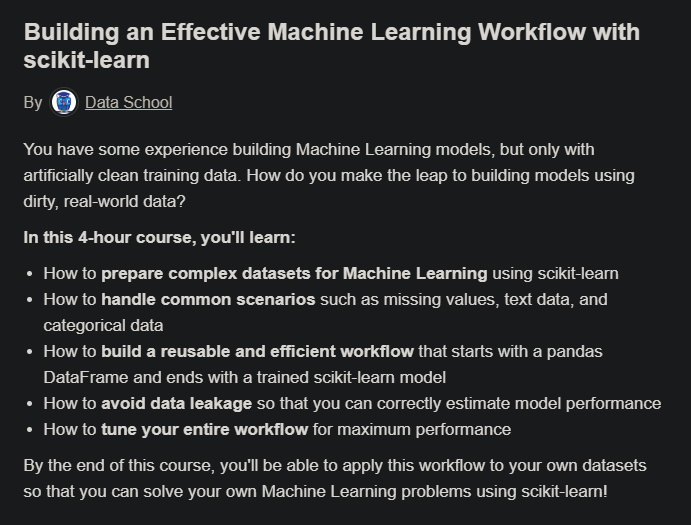 Building an Effective Machine Learning Workflow with
scikit-learn
By Data School
You have some experience building Machine Learning models, but only with
artificially clean training data. How do you make the leap to building models using
dirty, real-world data?
In this 4-hour course, you'll learn:
• How to prepare complex datasets for Machine Learning using scikit-learn
• How to handle common scenarios such as missing values, text data, and
categorical data
• How to build a reusable and efficient workflow that starts with a pandas
DataFrame and ends with a trained scikit-learn model
• How to avoid data leakage so that you can correctly estimate model performance
• How to tune your entire workflow for maximum performance
By the end of this course, you'll be able to apply this workflow to your own datasets
so that you can solve your own Machine Learning problems using scikit-learn!